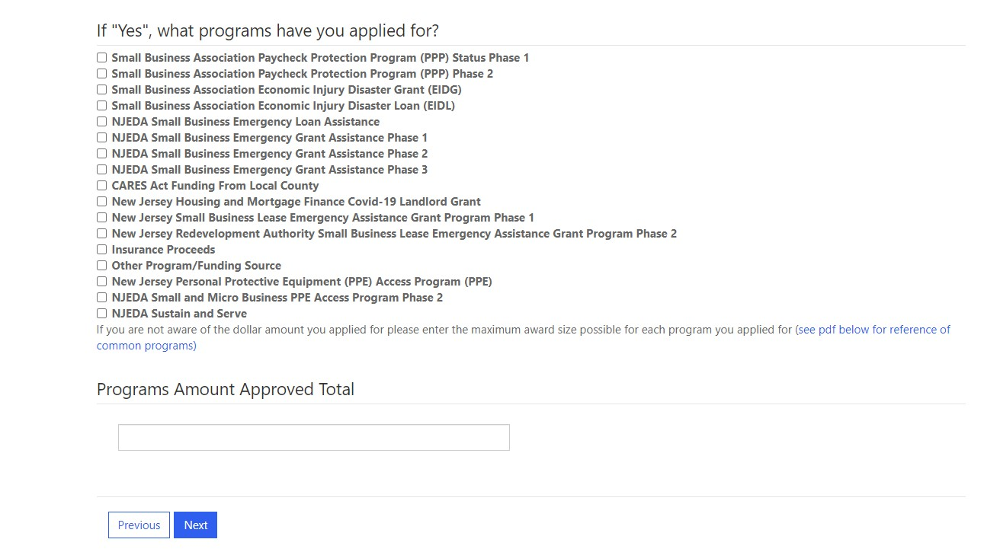 If "Yes", what programs have you applied for?
Small Business Association Paycheck Protection Program (PPP) Status Phase 1
Small Business Association Paycheck Protection Program (PPP) Phase 2
Small Business Association Economic Injury Disaster Grant (EIDG)
Small Business Association Economic Injury Disaster Loan (EIDL)
NJEDA Small Business Emergency Loan Assistance
NJEDA Small Business Emergency Grant Assistance Phase 1
NJEDA Small Business Emergency Grant Assistance Phase 2
NJEDA Small Business Emergency Grant Assistance Phase 3
CARES Act Funding From Local County
New Jersey Housing and Mortgage Finance Covid-19 Landlord Grant
New Jersey Small Business Lease Emergency Assistance Grant Program Phase 1
New Jersey Redevelopment Authority Small Business Lease Emergency Assistance Grant Program Phase 2
Insurance Proceeds
Other Program/Funding Source
New Jersey Personal Protective Equipment (PPE) Access Program (PPE)
NJEDA Small and Micro Business PPE Access Program Phase 2
NJEDA Sustain and Serve
If you are not aware of the dollar amount you applied for please enter the maximum award size possible for each program you applied for (see pdf below for reference of
common programs)
Programs Amount Approved Total
Previous Next